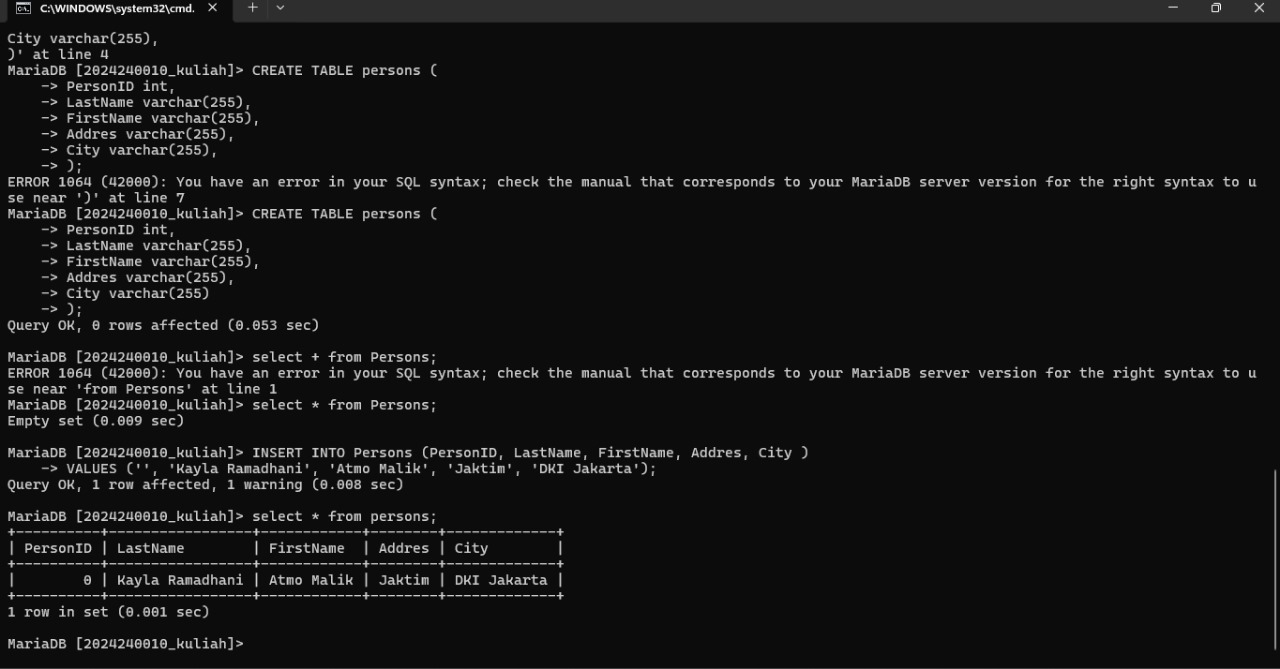 C:\WINDOWS\system32\cmd.
City varchar(255),
)' at line 4
MariaDB [2024240010_kuliah]> CREATE TABLE persons (
    -> PersonID int,
    -> LastName varchar(255),
    -> FirstName varchar(255),
    -> Addres varchar(255),
    -> City varchar(255),
    -> );
ERROR 1064 (42000): You have an error in your SQL syntax; check the manual that corresponds to your MariaDB server version for the right syntax to u
se near ')' at line 7
MariaDB [2024240010_kuliah]> CREATE TABLE persons (
    -> PersonID int,
    -> LastName varchar(255),
    -> FirstName varchar(255),
    -> Addres varchar(255),
    -> City varchar(255)
    -> );
Query OK, 0 rows affected (0.053 sec)
MariaDB [2024240010_kuliah]> select + from Persons;
ERROR 1064 (42000): You have an error in your SQL syntax; check the manual that corresponds to your MariaDB server version for the right syntax to u
se near 'from Persons' at line 1
MariaDB [2024240010_kuliah]> select * from Persons;
Empty set (0.009 sec)
MariaDB [2024240010_kuliah]> INSERT INTO Persons (PersonID, LastName, FirstName, Addres, City )
    -> VALUES ('', 'Kayla Ramadhani', 'Atmo Malik', 'Jaktim', 'DKI Jakarta');
Query OK, 1 row affected, 1 warning (0.008 sec)
MariaDB [2024240010_kuliah]> select * from persons;
+----------+-----------------+------------+--------+-------------+
| PersonID | LastName        | FirstName  | Addres | City        |
+----------+-----------------+------------+--------+-------------+
|        0 | Kayla Ramadhani | Atmo Malik | Jaktim | DKI Jakarta |
+----------+-----------------+------------+--------+-------------+
1 row in set (0.001 sec)
MariaDB [2024240010_kuliah]>